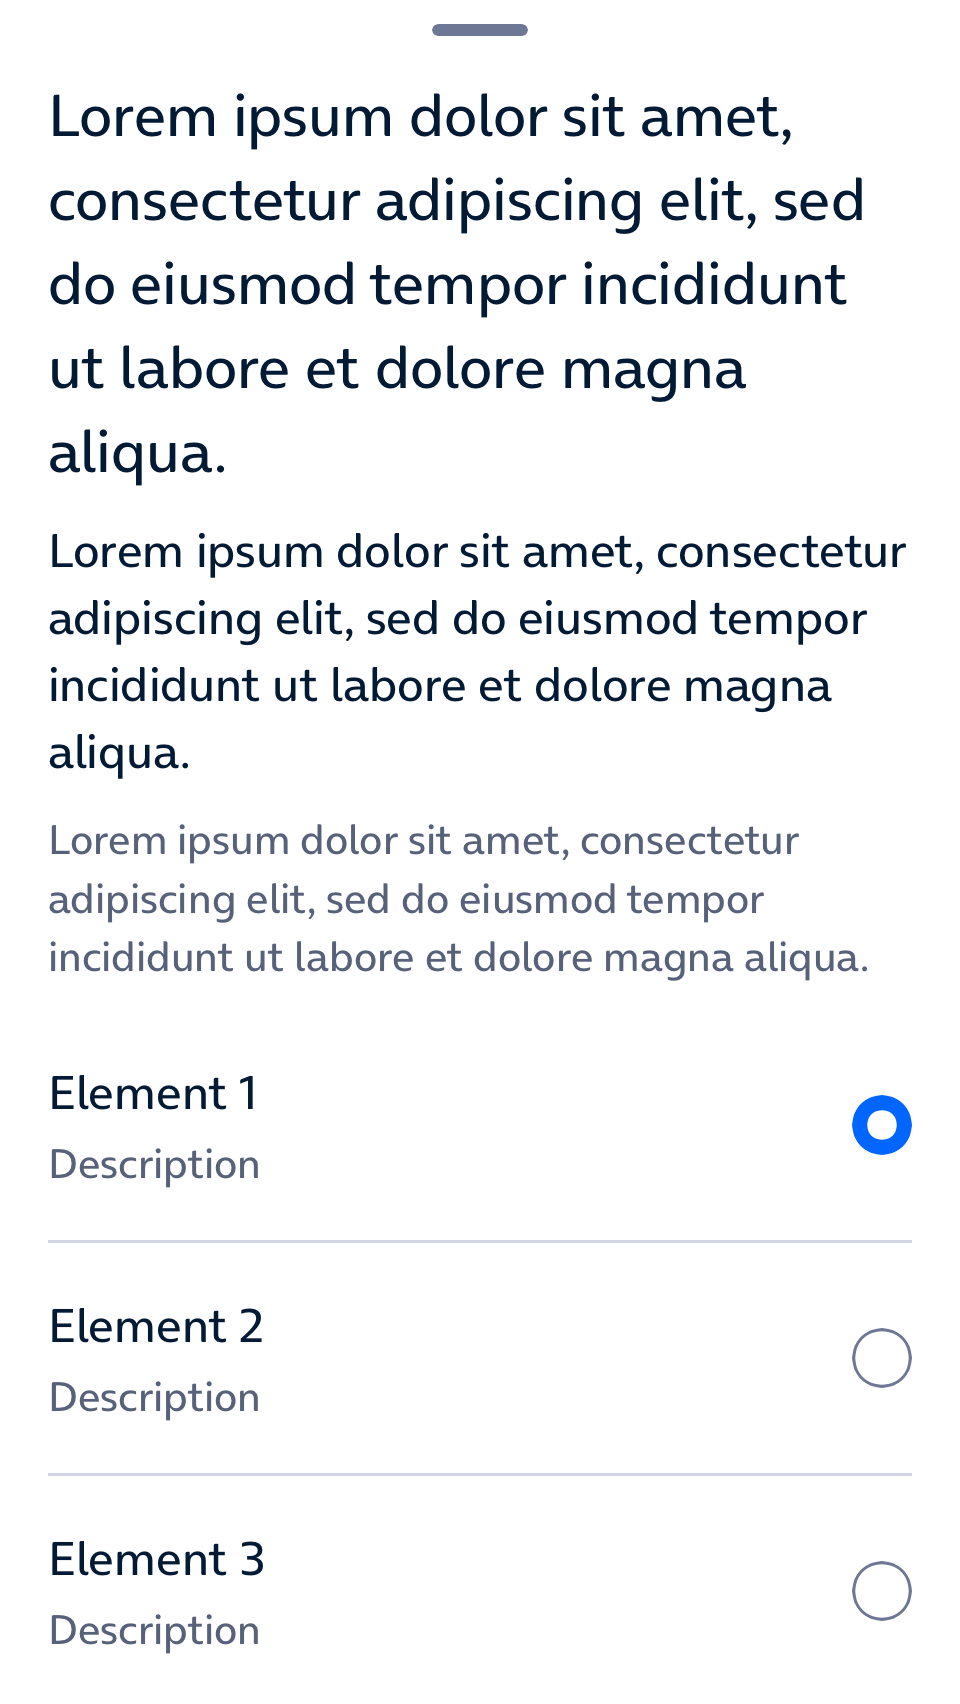 Lorem ipsum dolor sit amet,
consectetur adipiscing elit, sed
do eiusmod tempor incididunt
ut labore et dolore magna
aliqua.
Lorem ipsum dolor sit amet, consectetur
adipiscing elit, sed do eiusmod tempor
incididunt ut labore et dolore magna
aliqua.
Lorem ipsum dolor sit amet, consectetur
adipiscing elit, sed do eiusmod tempor
incididunt ut labore et dolore magna aliqua.
Element 1
Description
Element 2
Description
Element 3
Description